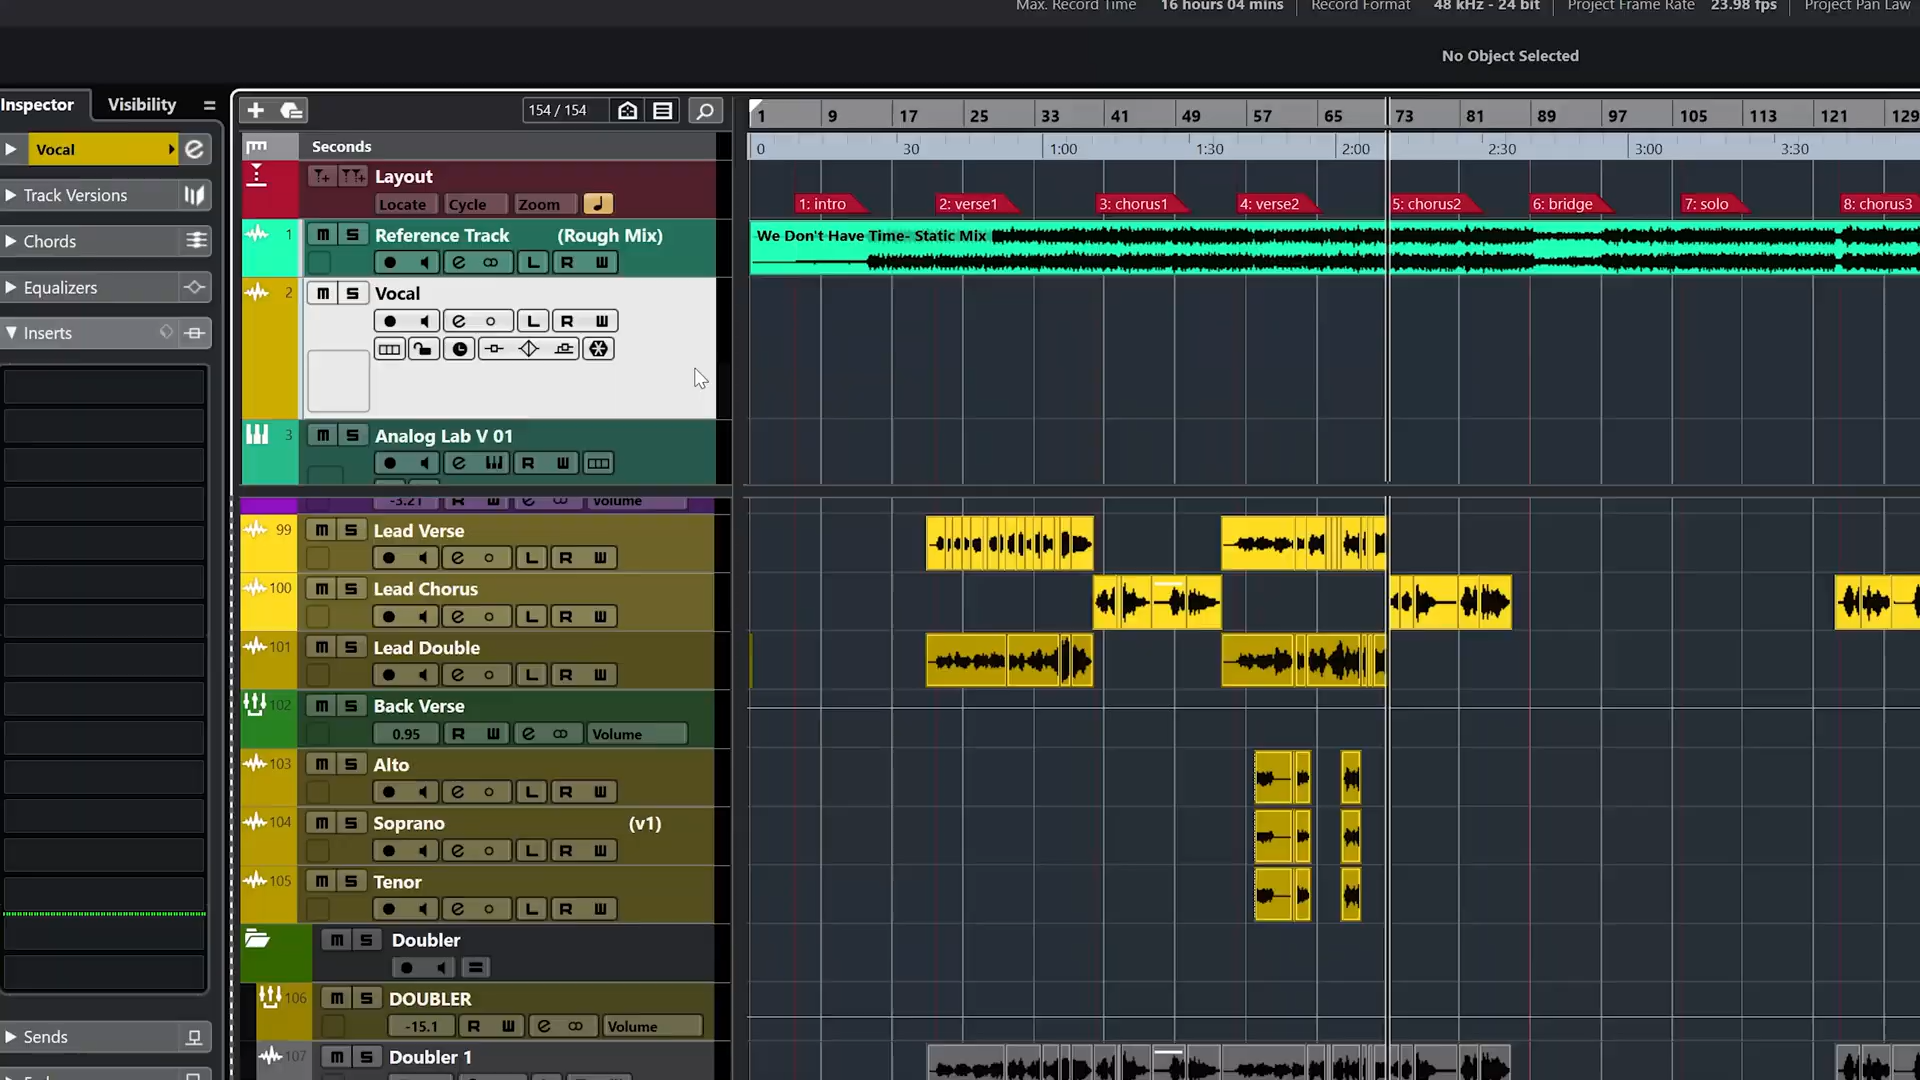 Max. Record Time 16 hours 04 mins Record Format 48 kHz - 24 bit Project Frame Rate 23.98 fps Project Pan Law
No Object Selected
Inspector Visibility
154 / 154
1 9 17 25 33 41 49 57 65 73 81 89 97 105 113 121 129
Vocal
Seconds
0 30 1:00 1:30 2:00 2:30 3:00 3:30
Track Versions
Layout
Locate Cycle Zoom
1: intro 2: verse1 3: chorus1 4: verse2 5: chorus2 6: bridge 7: solo 8: chorus3
Chords
1 m S Reference Track (Rough Mix)
L R W
We Don't Have Time- Static Mix
Equalizers
2 m S Vocal
L R W
Inserts
3 m S Analog Lab V 01
R W
-3.21 R W Volume
99 m S Lead Verse
L R W
100 m S Lead Chorus
L R W
101 m S Lead Double
L R W
102 m S Back Verse
0.95 R W Volume
103 m S Alto
L R W
104 m S Soprano (v1)
L R W
105 m S Tenor
L R W
m S Doubler
106 m S DOUBLER
-15.1 R W Volume
Sends
107 m S Doubler 1